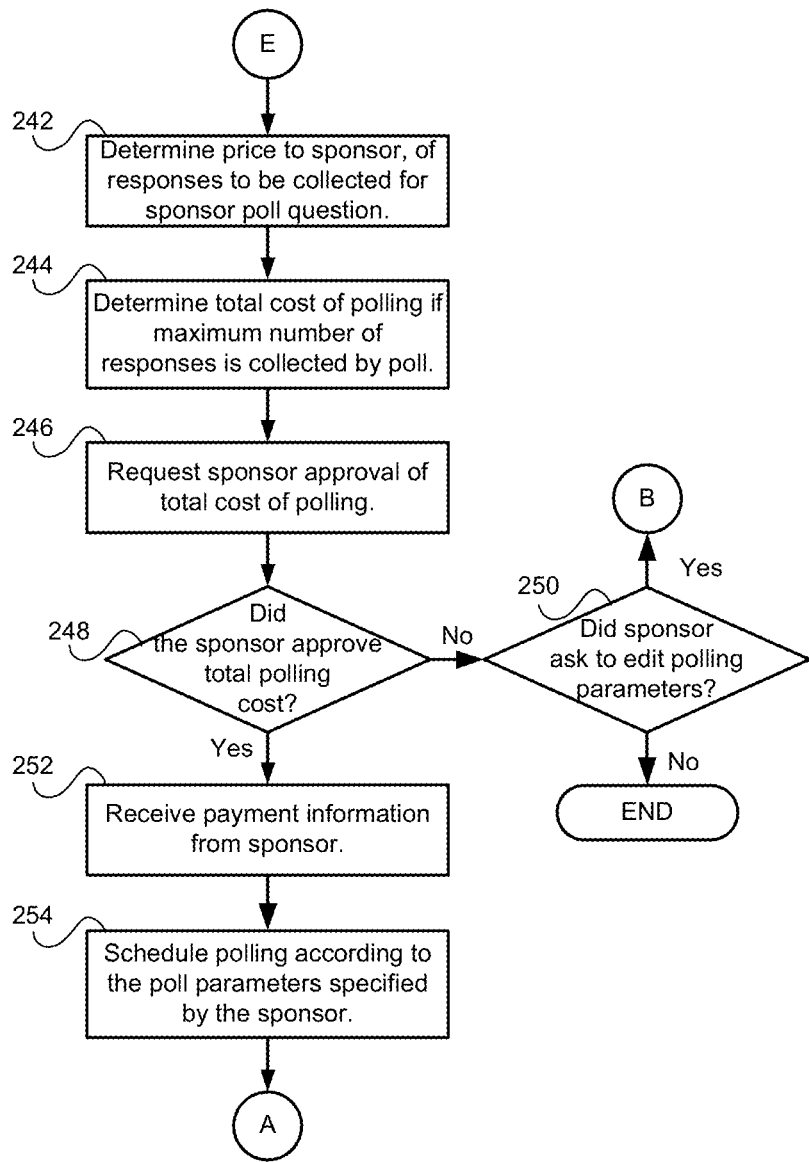 E
242
Determine price to sponsor, of
responses to be collected for
sponsor poll question.
244
Determine total cost of polling if
maximum number of
responses is collected by poll.
246
Request sponsor approval of
total cost of polling.
248
Did
the sponsor approve
total polling
cost?
No
250
Did sponsor
ask to edit polling
parameters?
Yes
B
No
END
Yes
252
Receive payment information
from sponsor.
254
Schedule polling according to
the poll parameters specified
by the sponsor.
A